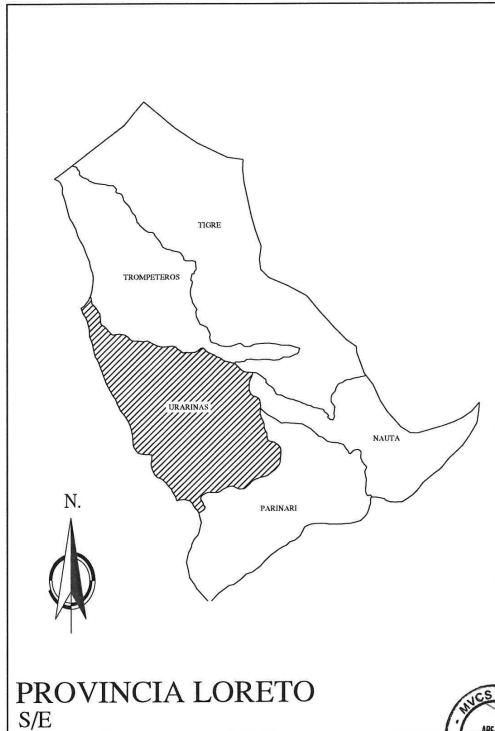 TIGRE
TROMPETEROS
URARINAS
NAUTA
PARINARI
N.
PROVINCIA LORETO
S/E
- MVCS